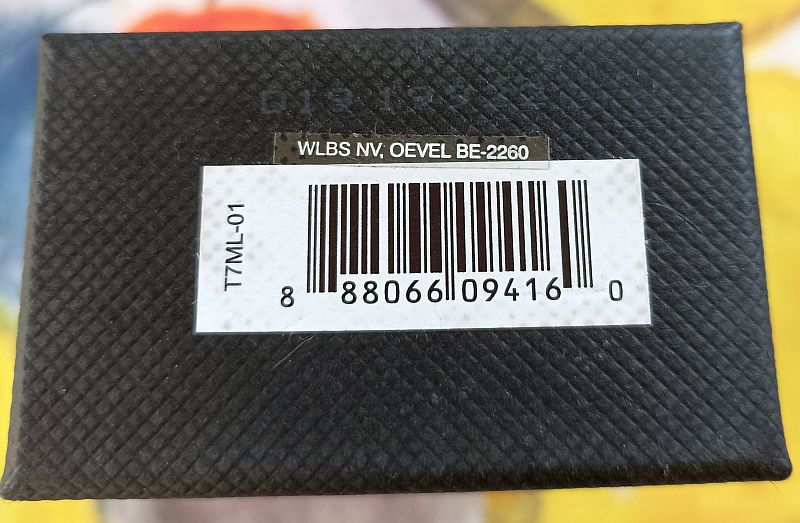 WLBS NV, OEVEL BE-2260
T7ML-01
8 88066 09416 0